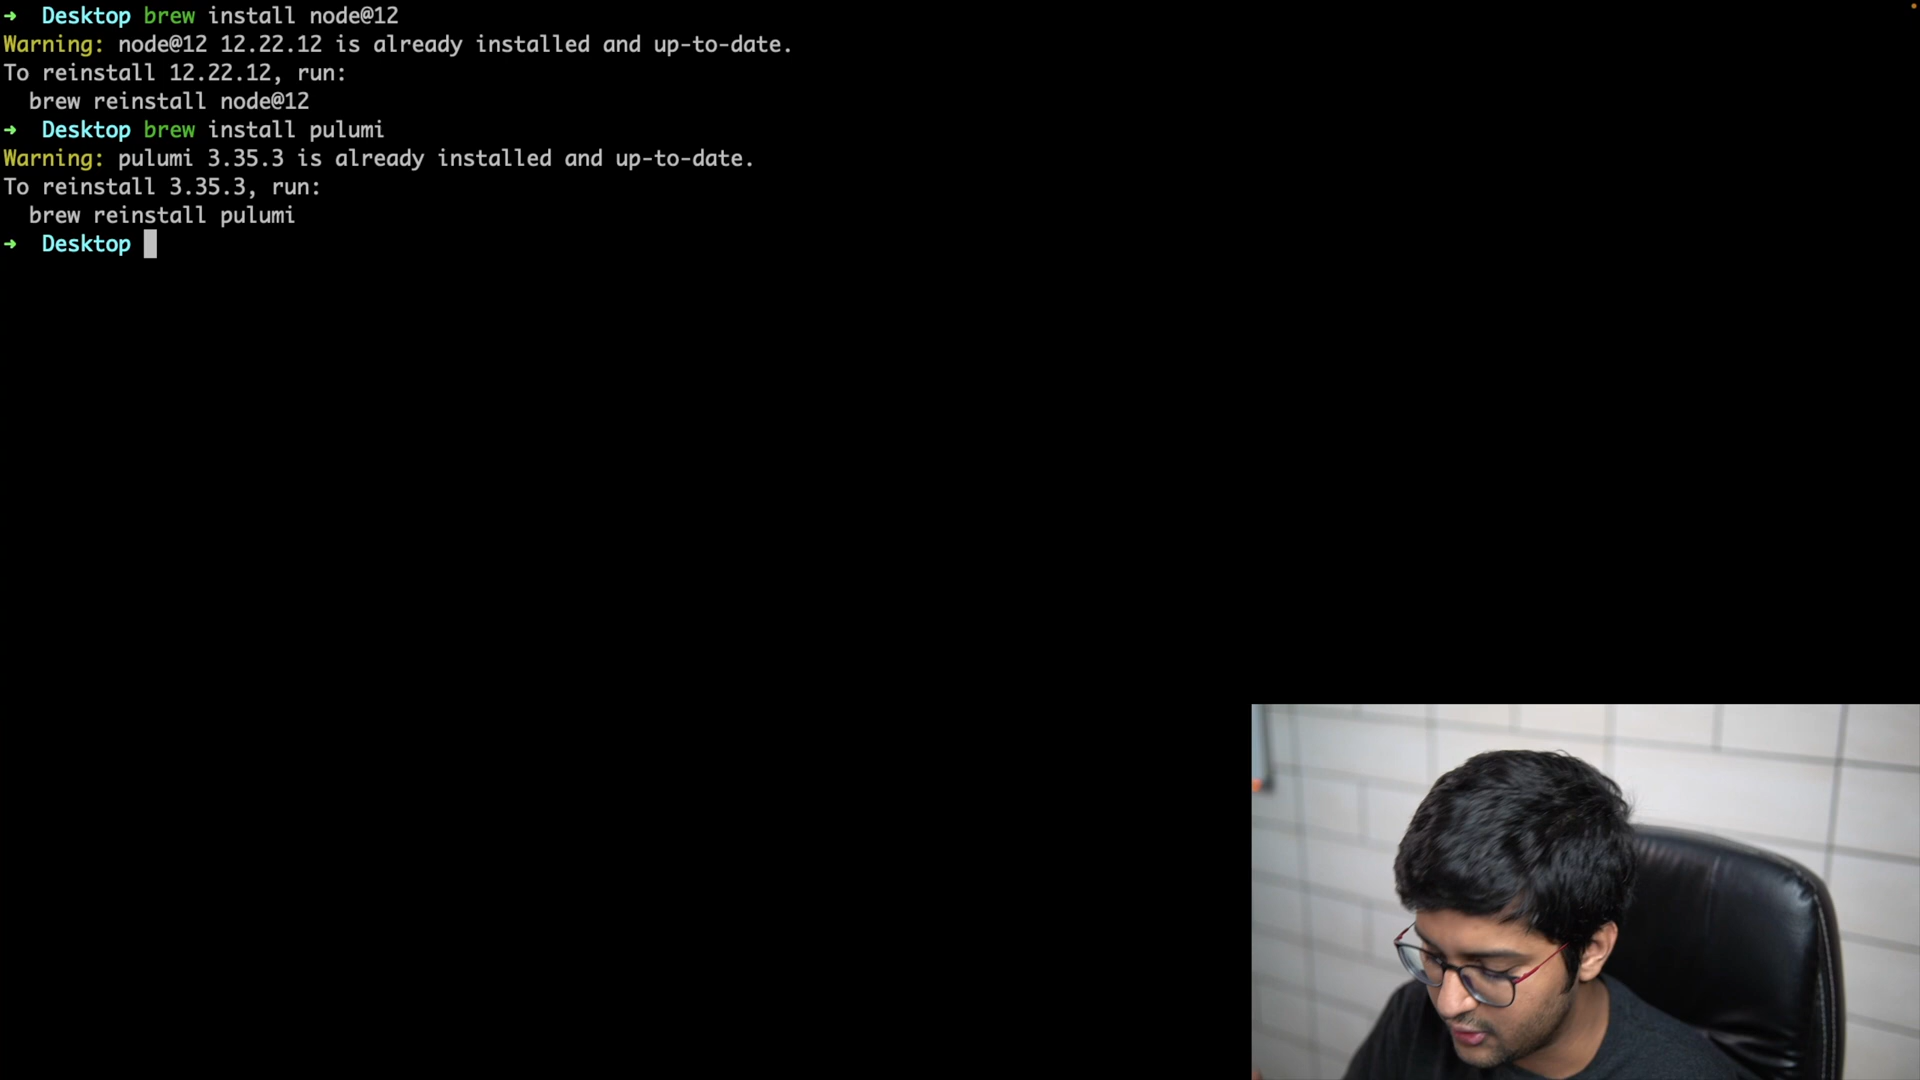 ➜  Desktop brew install node@12
Warning: node@12 12.22.12 is already installed and up-to-date.
To reinstall 12.22.12, run:
  brew reinstall node@12
➜  Desktop brew install pulumi
Warning: pulumi 3.35.3 is already installed and up-to-date.
To reinstall 3.35.3, run:
  brew reinstall pulumi
➜  Desktop